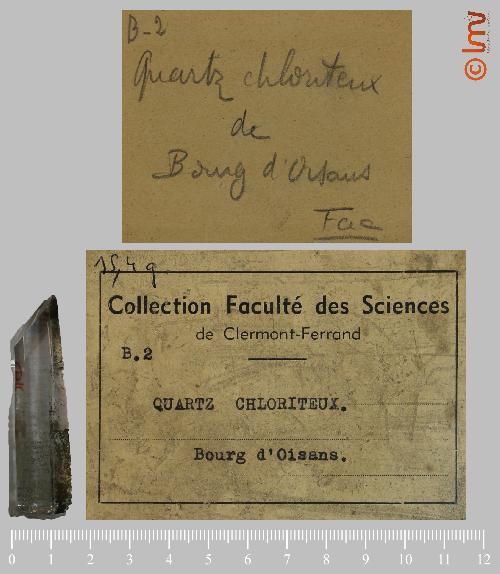 B-2
Quartz chloriteux
de
Bourg d'Oisans
Fac
© lmv
15,4 g
Collection Faculté des Sciences
de Clermont-Ferrand
B.2
QUARTZ CHLORITEUX.
Bourg d'Oisans.
0 1 2 3 4 5 6 7 8 9 10 11 12